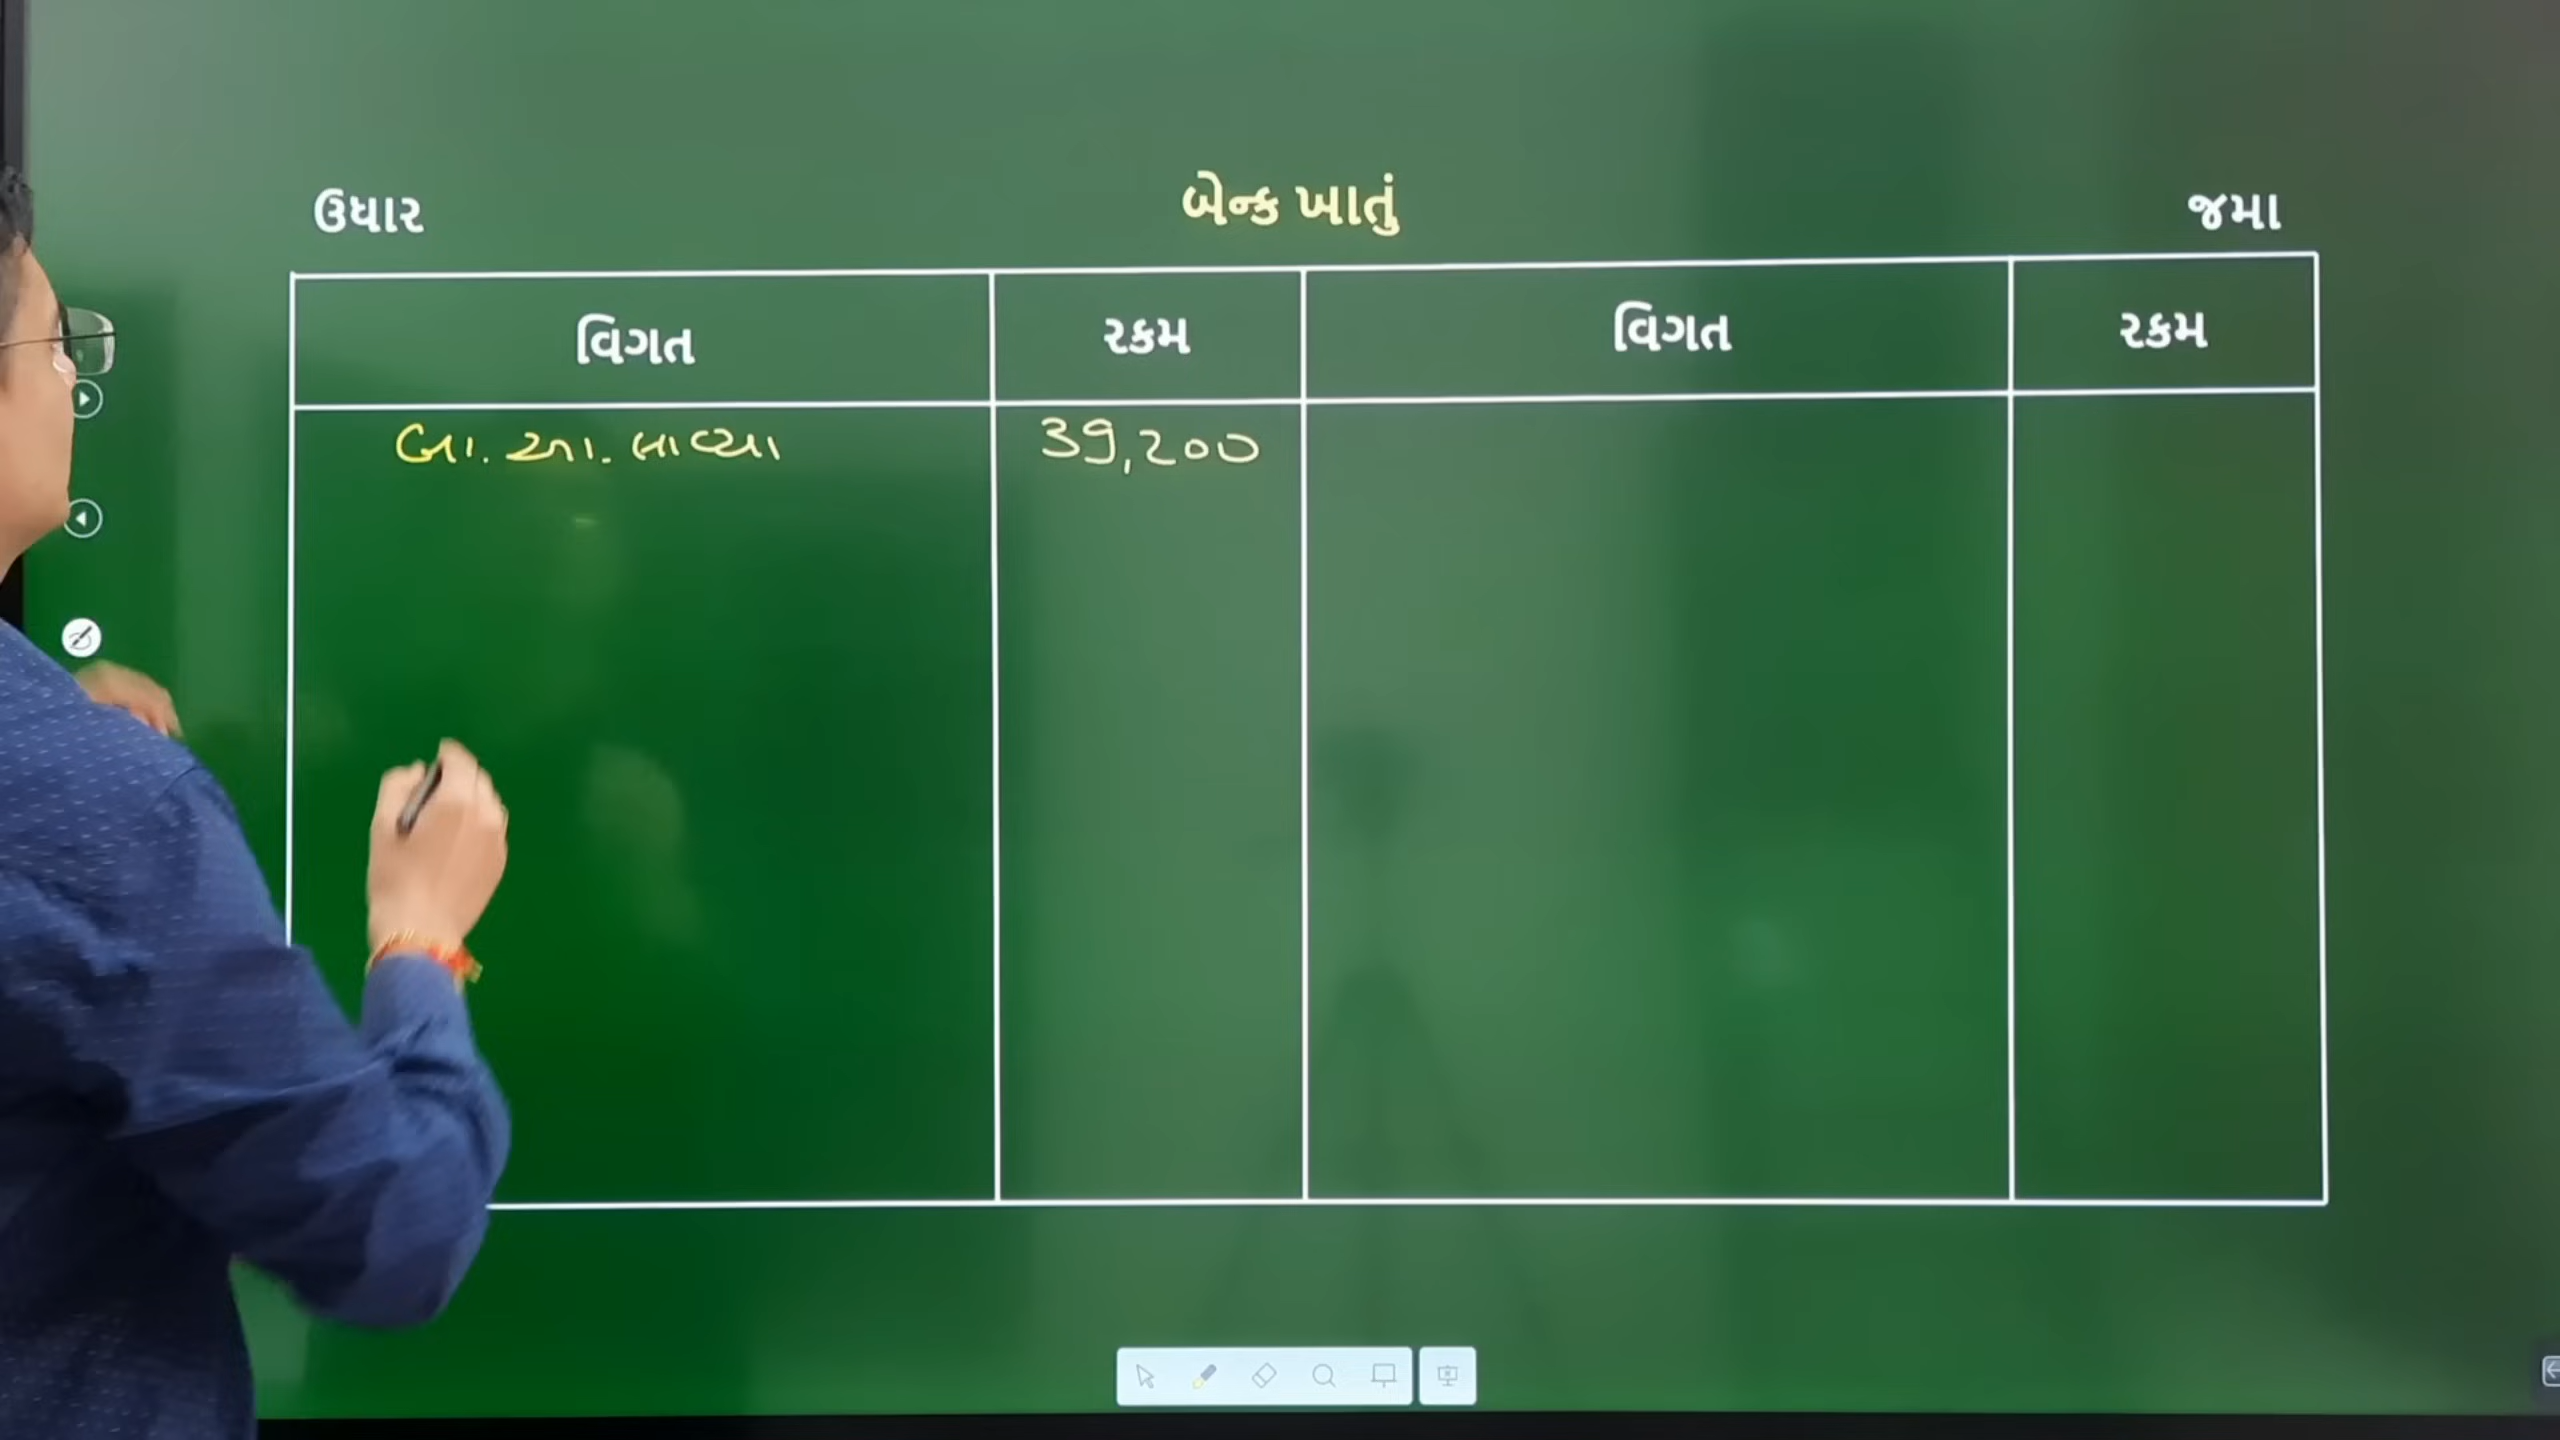 ઉધાર બેન્ક ખાતું જમા
વિગત રકમ વિગત રકમ
બા. આ. લાવ્યા 39,200